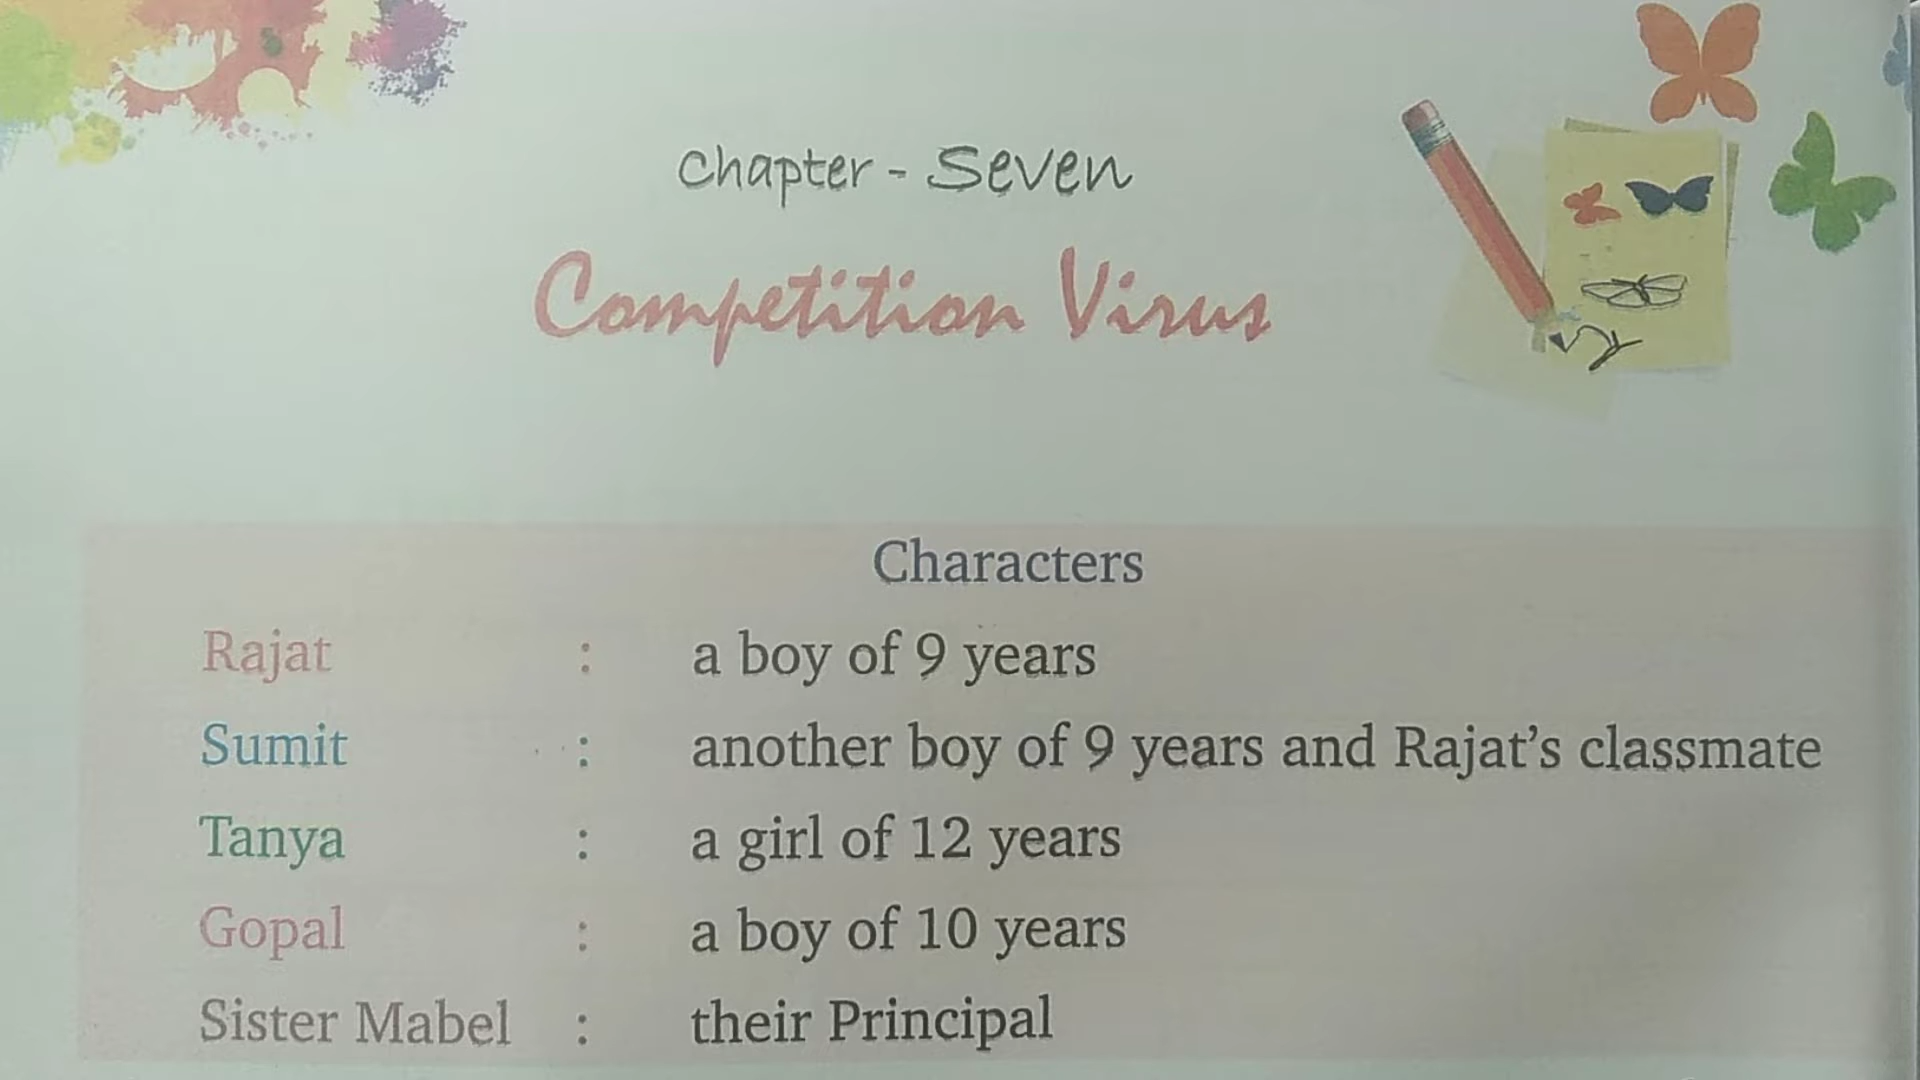 Chapter - Seven
Competition Virus
Characters
Rajat : a boy of 9 years
Sumit : another boy of 9 years and Rajat's classmate
Tanya : a girl of 12 years
Gopal : a boy of 10 years
Sister Mabel : their Principal